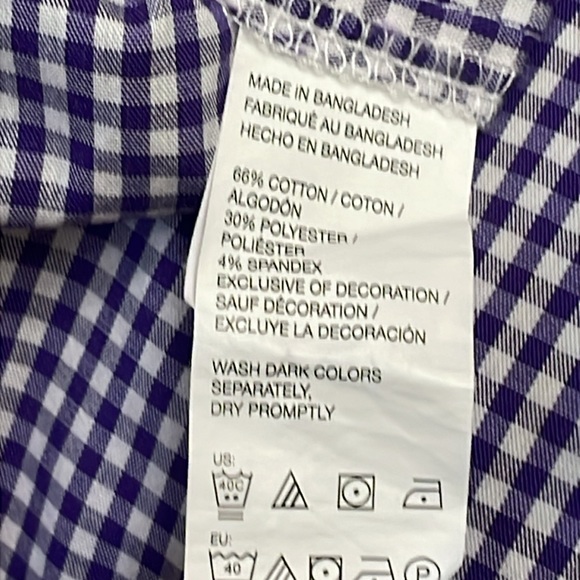 MADE IN BANGLADESH
FABRIQUÉ AU BANGLADESH
HECHO EN BANGLADESH
66% COTTON / COTON /
ALGODÓN
30% POLYESTER /
POLIÉSTER
4% SPANDEX
EXCLUSIVE OF DECORATION /
SAUF DÉCORATION /
EXCLUYE LA DECORACIÓN
WASH DARK COLORS
SEPARATELY,
DRY PROMPTLY
US:
40C
EU:
40
P